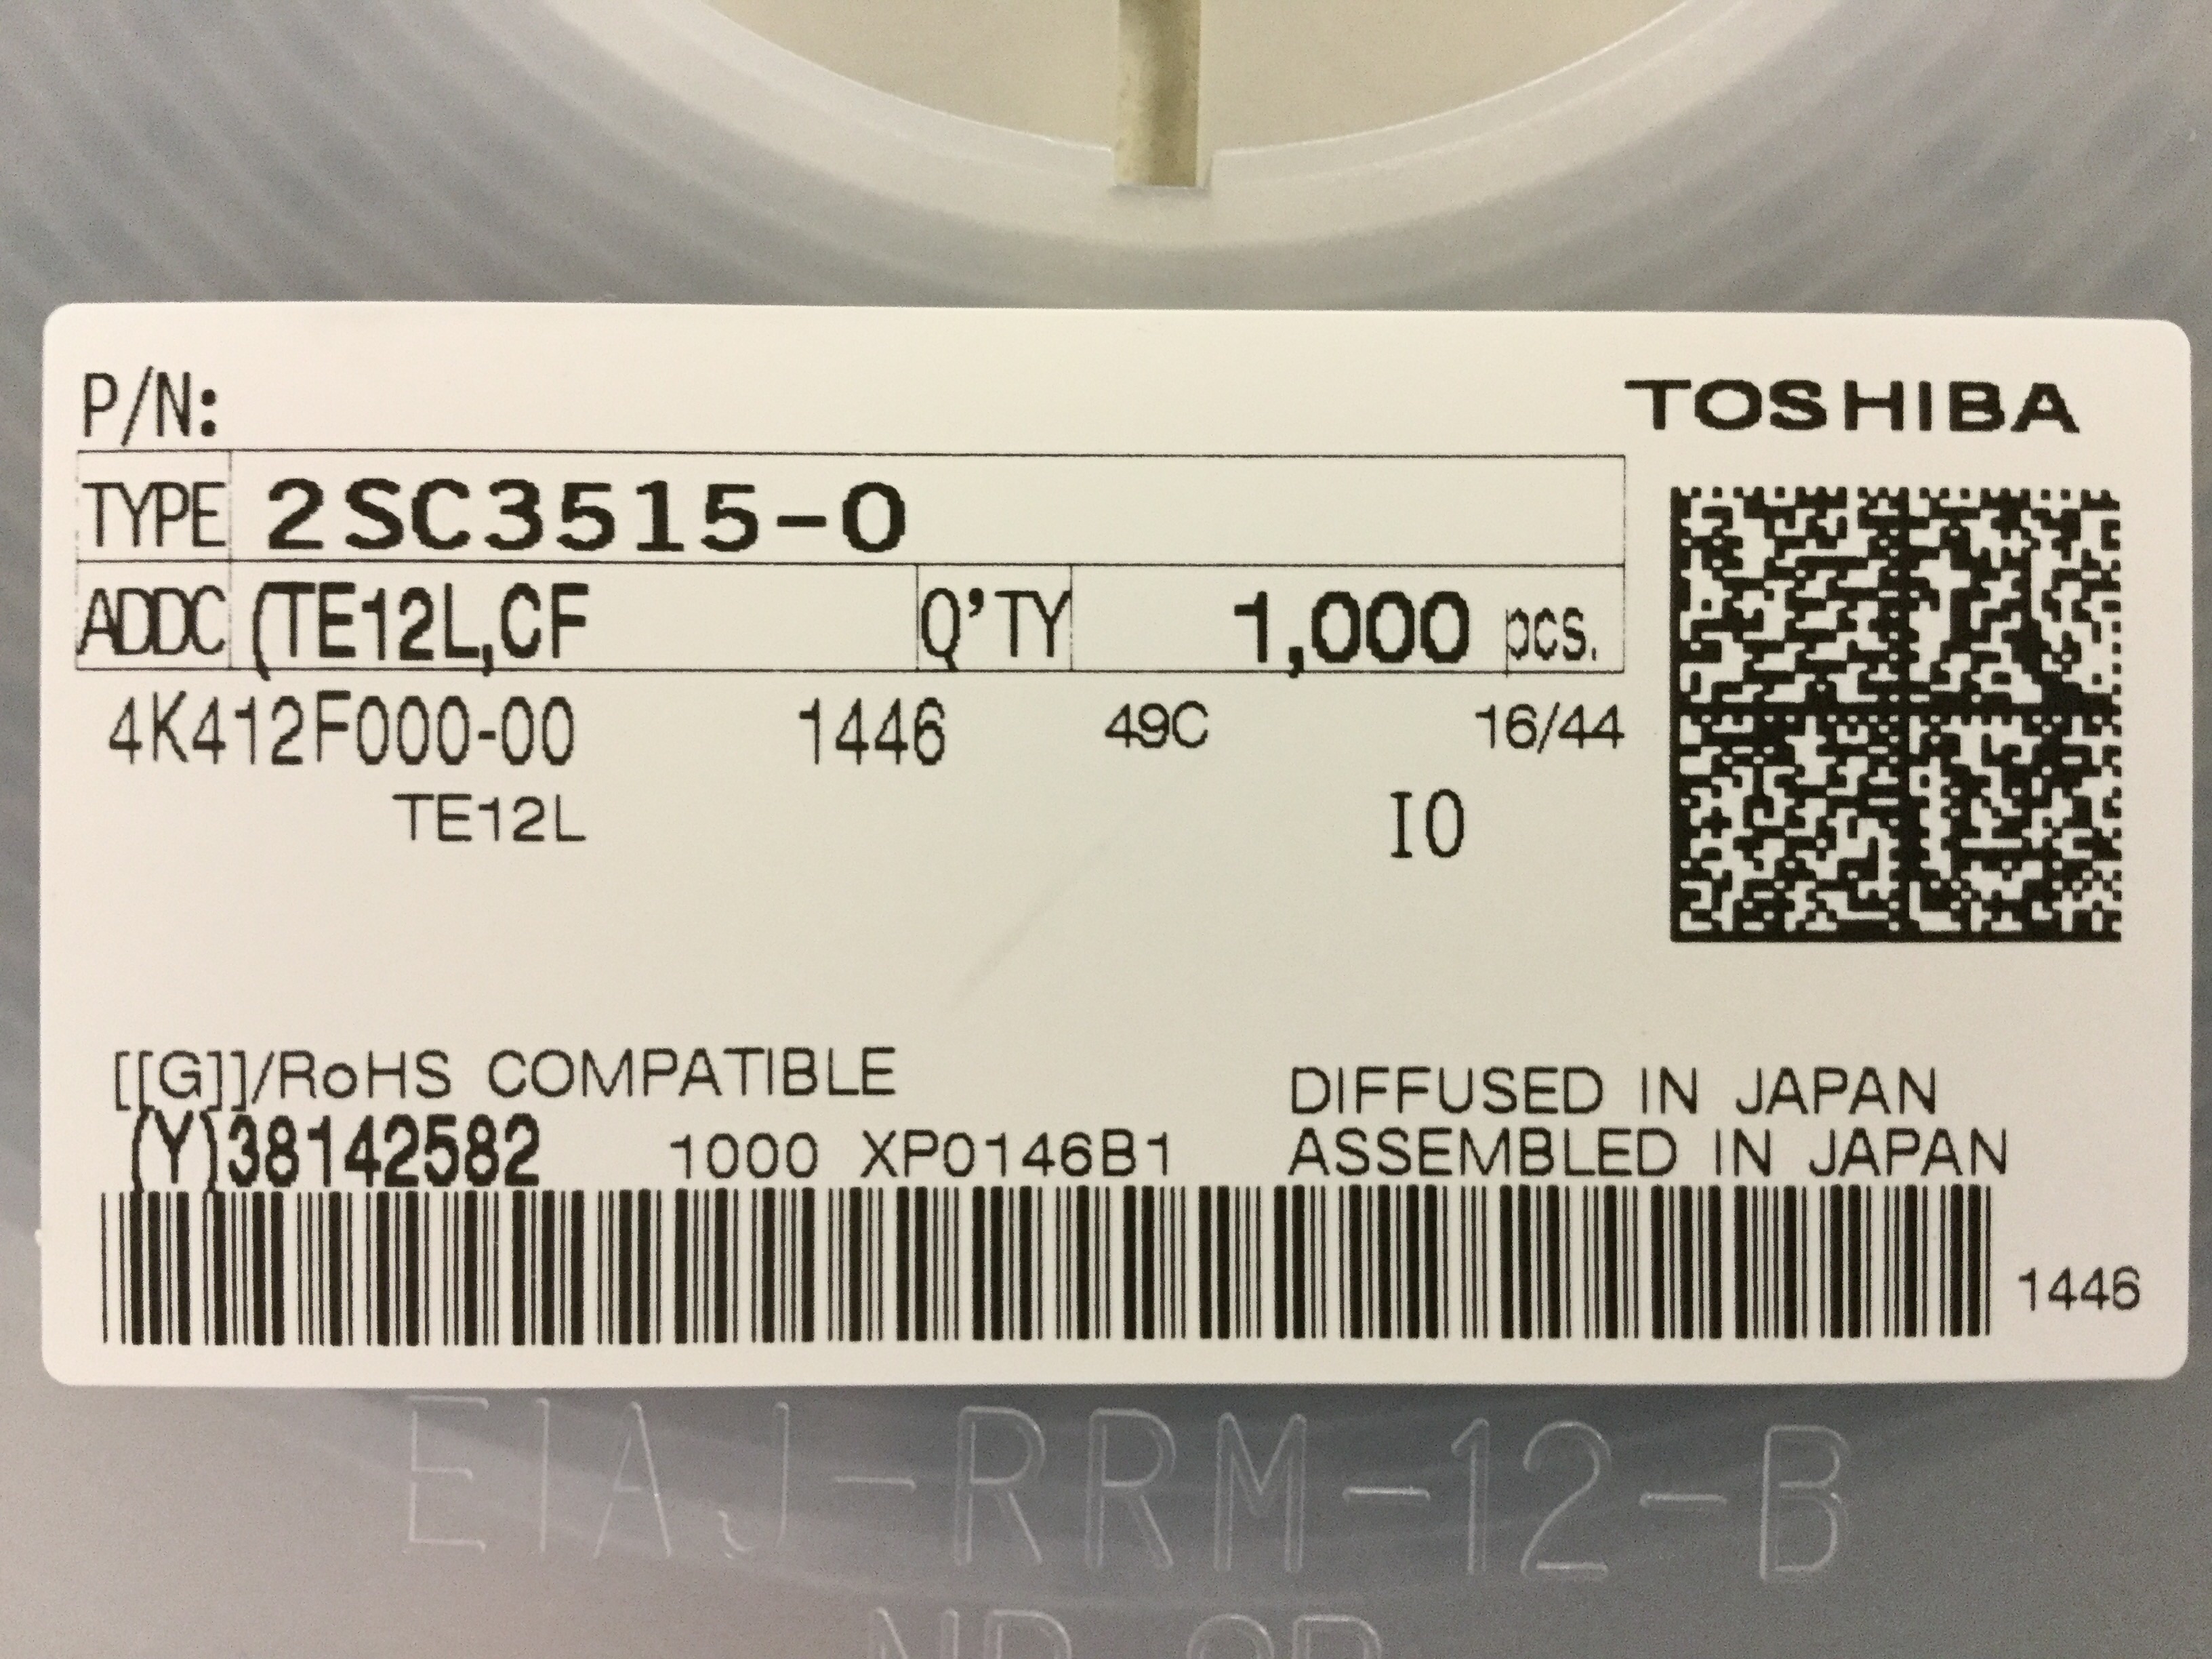 P/N:
TOSHIBA
TYPE 2SC3515-O
ADDC (TE12L,CF Q'TY 1,000 pcs.
4K412F000-00 1446 49C 16/44
TE12L IO
[[G]]/RoHS COMPATIBLE
DIFFUSED IN JAPAN
(Y)38142582 1000 XP0146B1
ASSEMBLED IN JAPAN
1446
EIAJ-RRM-12-B